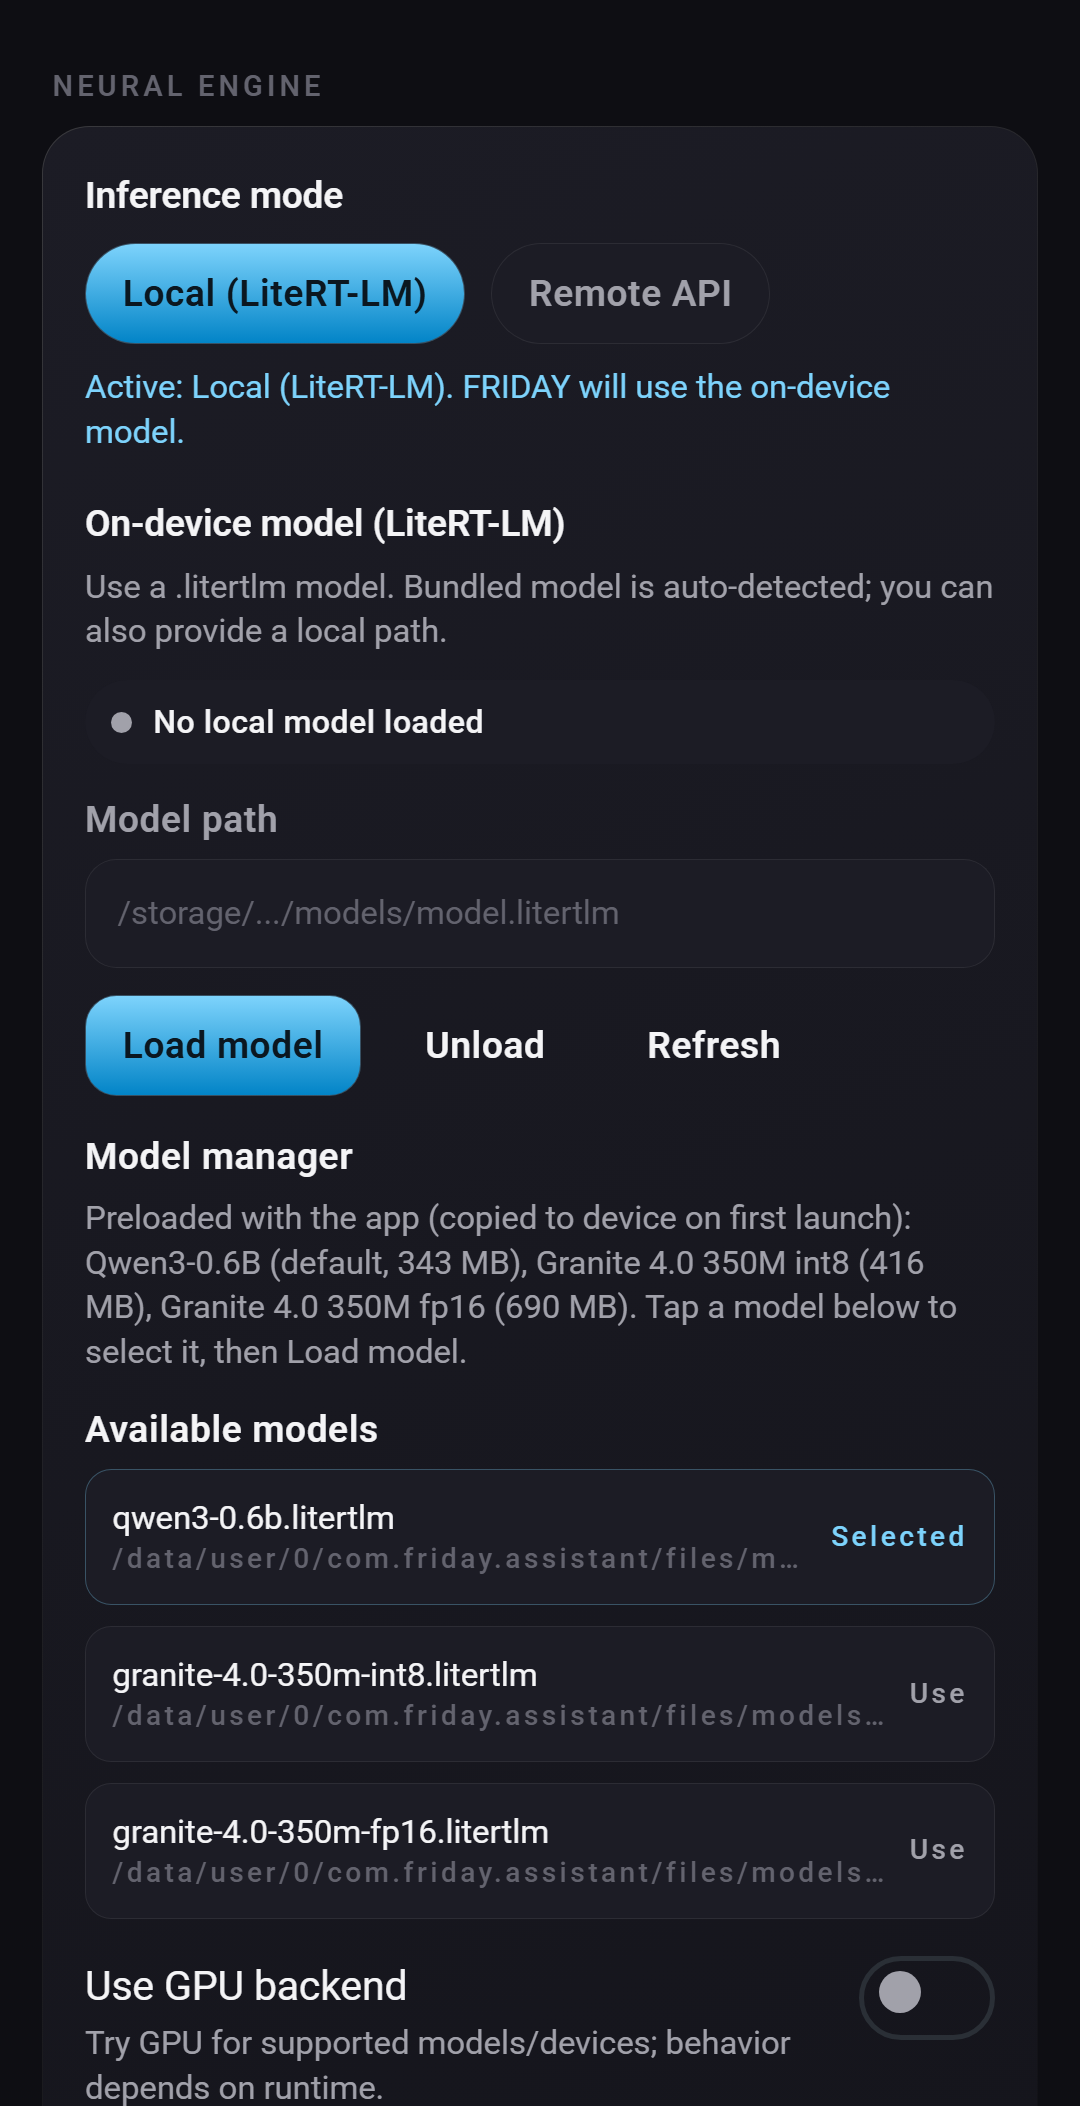 NEURAL ENGINE
Inference mode
Local (LiteRT-LM)
Remote API
Active: Local (LiteRT-LM). FRIDAY will use the on-device
model.
On-device model (LiteRT-LM)
Use a .litertlm model. Bundled model is auto-detected; you can
also provide a local path.
No local model loaded
Model path
/storage/.../models/model.litertlm
Load model
Unload
Refresh
Model manager
Preloaded with the app (copied to device on first launch):
Qwen3-0.6B (default, 343 MB), Granite 4.0 350M int8 (416
MB), Granite 4.0 350M fp16 (690 MB). Tap a model below to
select it, then Load model.
Available models
qwen3-0.6b.litertlm
/data/user/0/com.friday.assistant/files/m…
Selected
granite-4.0-350m-int8.litertlm
/data/user/0/com.friday.assistant/files/models…
Use
granite-4.0-350m-fp16.litertlm
/data/user/0/com.friday.assistant/files/models…
Use
Use GPU backend
Try GPU for supported models/devices; behavior
depends on runtime.